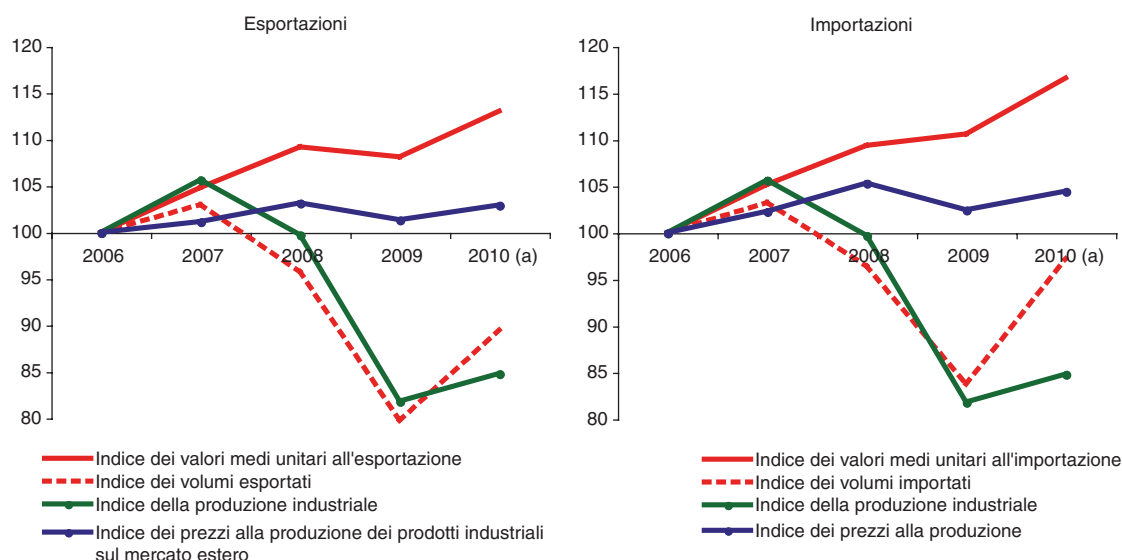 Esportazioni
120
115
110
105
100
95
90
85
80
2006 2007 2008 2009 2010 (a)
Indice dei valori medi unitari all'esportazione
Indice dei volumi esportati
Indice della produzione industriale
Indice dei prezzi alla produzione dei prodotti industriali
sul mercato estero
Importazioni
120
115
110
105
100
95
90
85
80
2006 2007 2008 2009 2010 (a)
Indice dei valori medi unitari all'importazione
Indice dei volumi importati
Indice della produzione industriale
Indice dei prezzi alla produzione